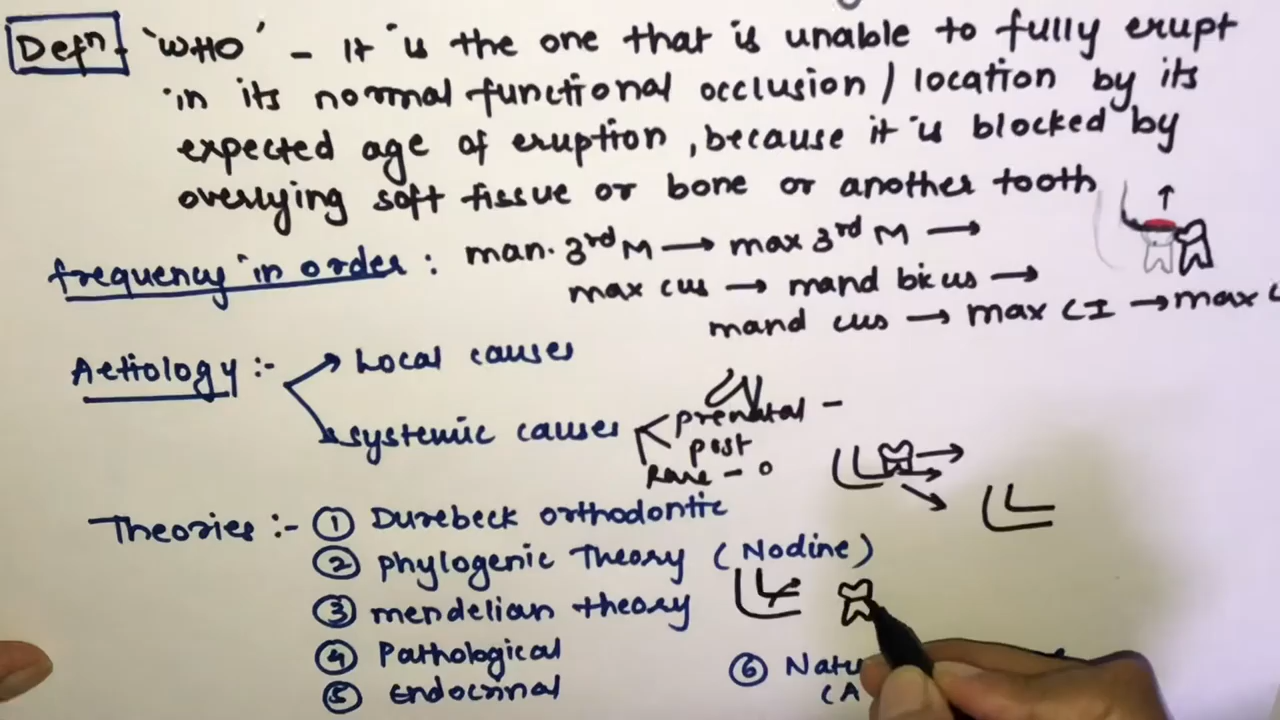 Defn - 'WHO' - It is the one that is unable to fully erupt
in its normal functional occlusion / location by its
expected age of eruption, because it is blocked by
overlying soft tissue or bone or another tooth
frequency in order : man. 3rd M → max 3rd M →
max cus → mand bicus →
mand cus → max CI → max
Aetiology :- → Local causes
prenatal -
→ systemic causes
post
Rare -
Theories :- ① Durebeck orthodontic
② phylogenic Theory (Nodine)
③ mendelian theory
④ Pathological
⑥
⑤ Endocrinal